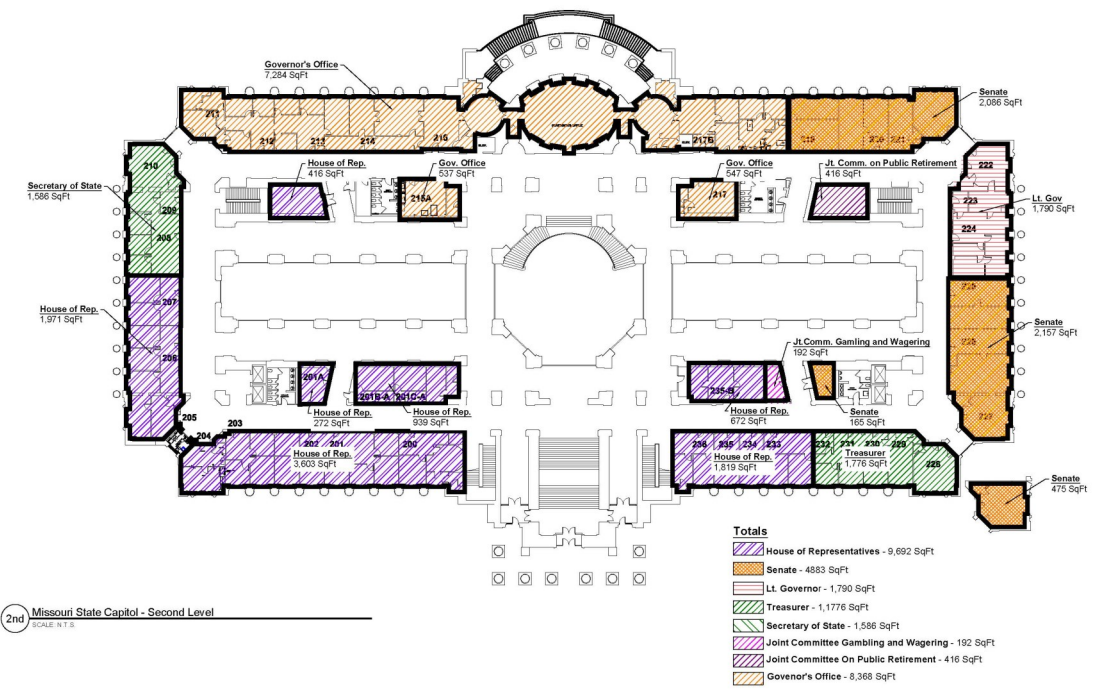 Governor's Office
7,284 SqFt
Senate
2,086 SqFt
211
212
213
214
215
217B
219
220
221
210
House of Rep.
416 SqFt
Gov. Office
537 SqFt
Gov. Office
547 SqFt
Jt. Comm. on Public Retirement
416 SqFt
222
Secretary of State
1,586 SqFt
216A
217
223
Lt. Gov
1,790 SqFt
209
208
224
207
225
House of Rep.
1,971 SqFt
Senate
2,157 SqFt
206
226
Jt.Comm. Gamling and Wagering
192 SqFt
201A
201B-A
201C-A
235-B
House of Rep.
272 SqFt
House of Rep.
939 SqFt
House of Rep.
672 SqFt
Senate
165 SqFt
227
205
204
203
202
201
200
236
235
234
233
232
231
230
229
228
House of Rep.
3,603 SqFt
House of Rep.
1,819 SqFt
Treasurer
1,776 SqFt
Senate
475 SqFt
Totals
House of Representatives - 9,692 SqFt
Senate - 4883 SqFt
Lt. Governor - 1,790 SqFt
Treasurer - 1,1776 SqFt
Secretary of State - 1,586 SqFt
Joint Committee Gambling and Wagering - 192 SqFt
Joint Committee On Public Retirement - 416 SqFt
Govenor's Office - 8,368 SqFt
2nd
Missouri State Capitol - Second Level
SCALE: N.T.S.